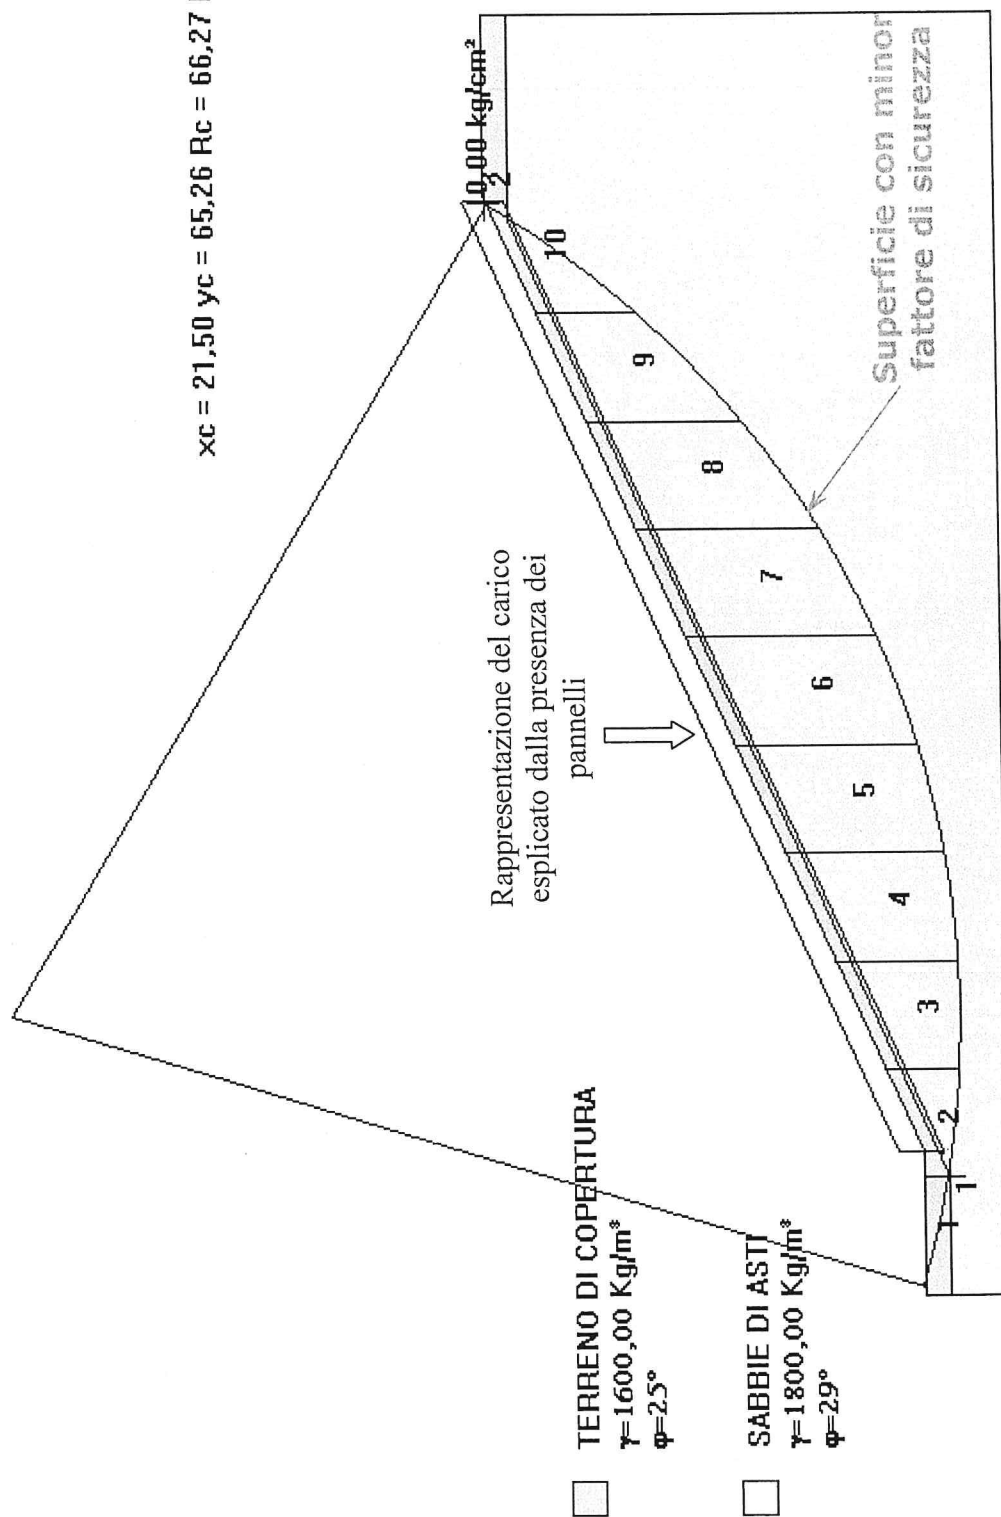 xc = 21,50 yc = 65,26 Rc = 66,27
0,00 kg/cm²
2
Rappresentazione del carico
esplicato dalla presenza dei
pannelli
10
9
8
7
6
5
4
3
2
1
1
Superficie con minor
fattore di sicurezza
TERRENO DI COPERTURA
γ=1600,00 Kg/m³
φ=25°
SABBIE DI ASTI
γ=1800,00 Kg/m³
φ=29°